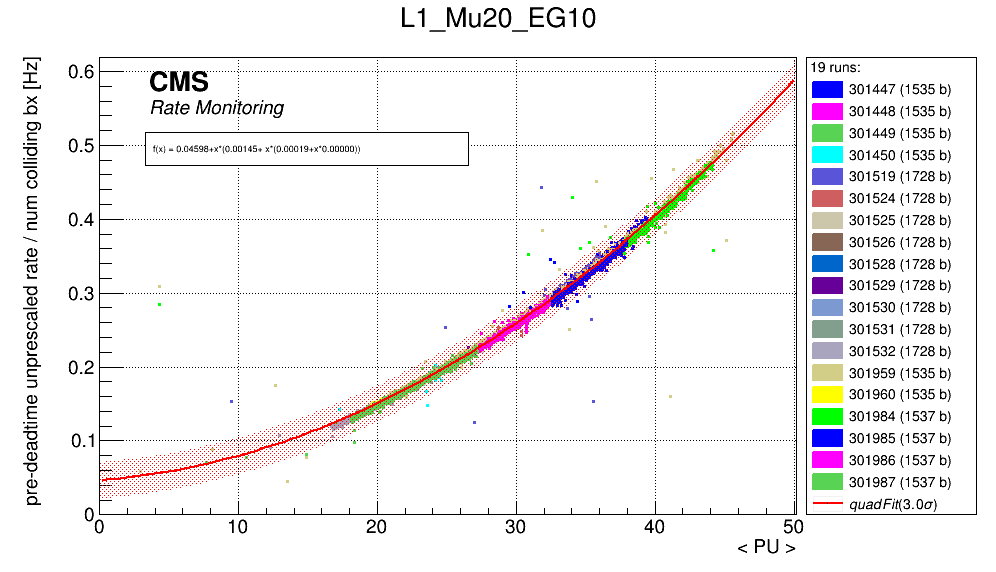 L1_Mu20_EG10
pre-deadtime unprescaled rate / num colliding bx [Hz]
0.6
0.5
0.4
0.3
0.2
0.1
0
CMS
Rate Monitoring
f(x) = 0.04598+x*(0.00145+ x*(0.00019+x*0.00000))
0 10 20 30 40 50
< PU >
19 runs:
301447 (1535 b)
301448 (1535 b)
301449 (1535 b)
301450 (1535 b)
301519 (1728 b)
301524 (1728 b)
301525 (1728 b)
301526 (1728 b)
301528 (1728 b)
301529 (1728 b)
301530 (1728 b)
301531 (1728 b)
301532 (1728 b)
301959 (1535 b)
301960 (1535 b)
301984 (1537 b)
301985 (1537 b)
301986 (1537 b)
301987 (1537 b)
quadFit(3.0σ)